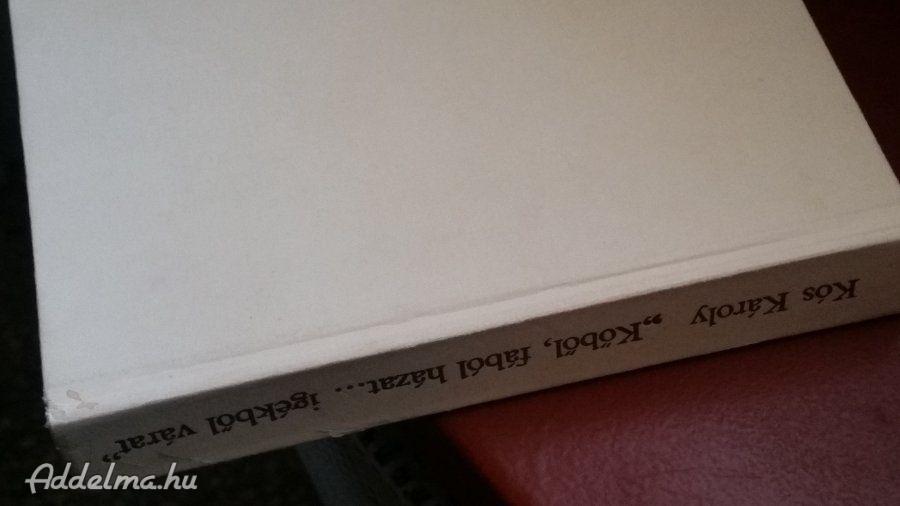 Kós Károly „Kőből, fából házat... igékből várat”
Addelma.hu